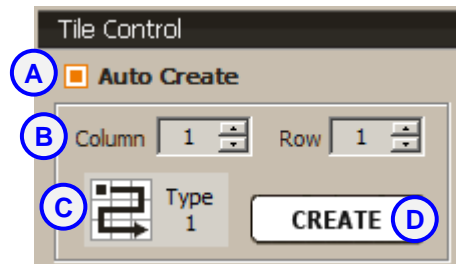 Tile Control
A Auto Create
B Column 1 Row 1
C Type
1
CREATE D